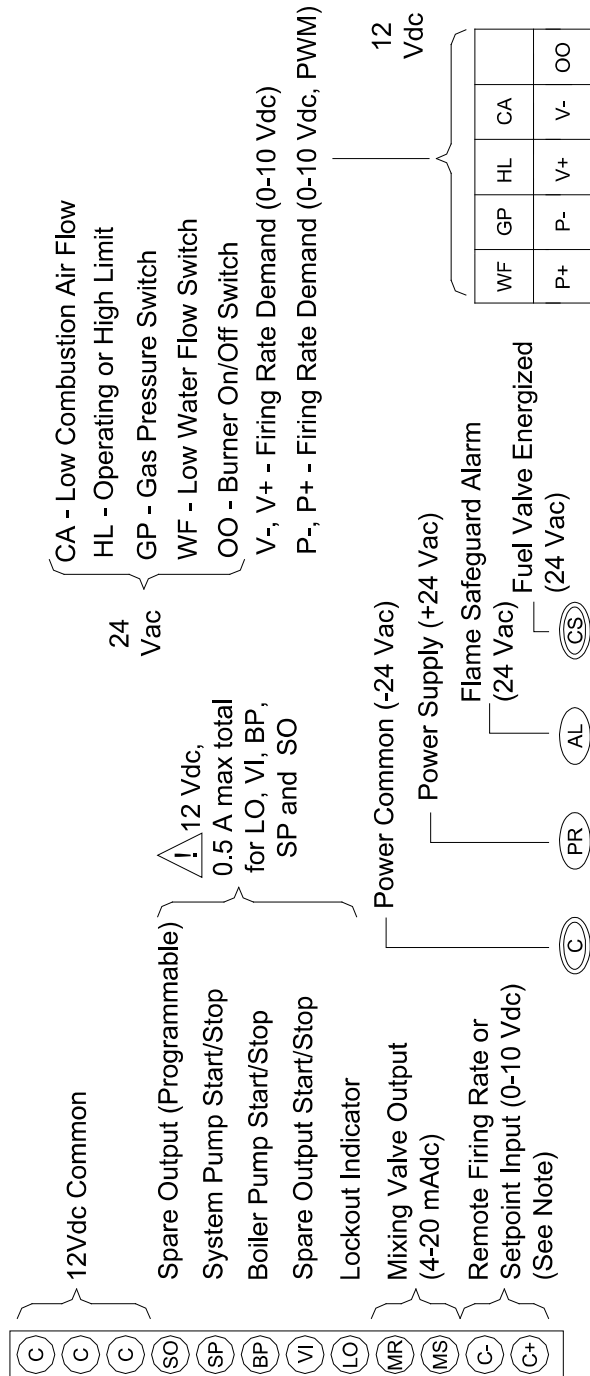 C
C
C
SO
SP
BP
VI
LO
MR
MS
C-
C+
12Vdc Common
Spare Output (Programmable)
System Pump Start/Stop
Boiler Pump Start/Stop
Spare Output Start/Stop
Lockout Indicator
! 12 Vdc,
0.5 A max total
for LO, VI, BP,
SP and SO
Mixing Valve Output
(4-20 mAdc)
Remote Firing Rate or
Setpoint Input (0-10 Vdc)
(See Note)
24
Vac
CA - Low Combustion Air Flow
HL - Operating or High Limit
GP - Gas Pressure Switch
WF - Low Water Flow Switch
OO - Burner On/Off Switch
V-, V+ - Firing Rate Demand (0-10 Vdc)
P-, P+ - Firing Rate Demand (0-10 Vdc, PWM)
12
Vdc
Power Common (-24 Vac)
Power Supply (+24 Vac)
Flame Safeguard Alarm
(24 Vac)
Fuel Valve Energized
(24 Vac)
C
PR
AL
CS
WF GP HL CA
P+ P- V+ V- OO